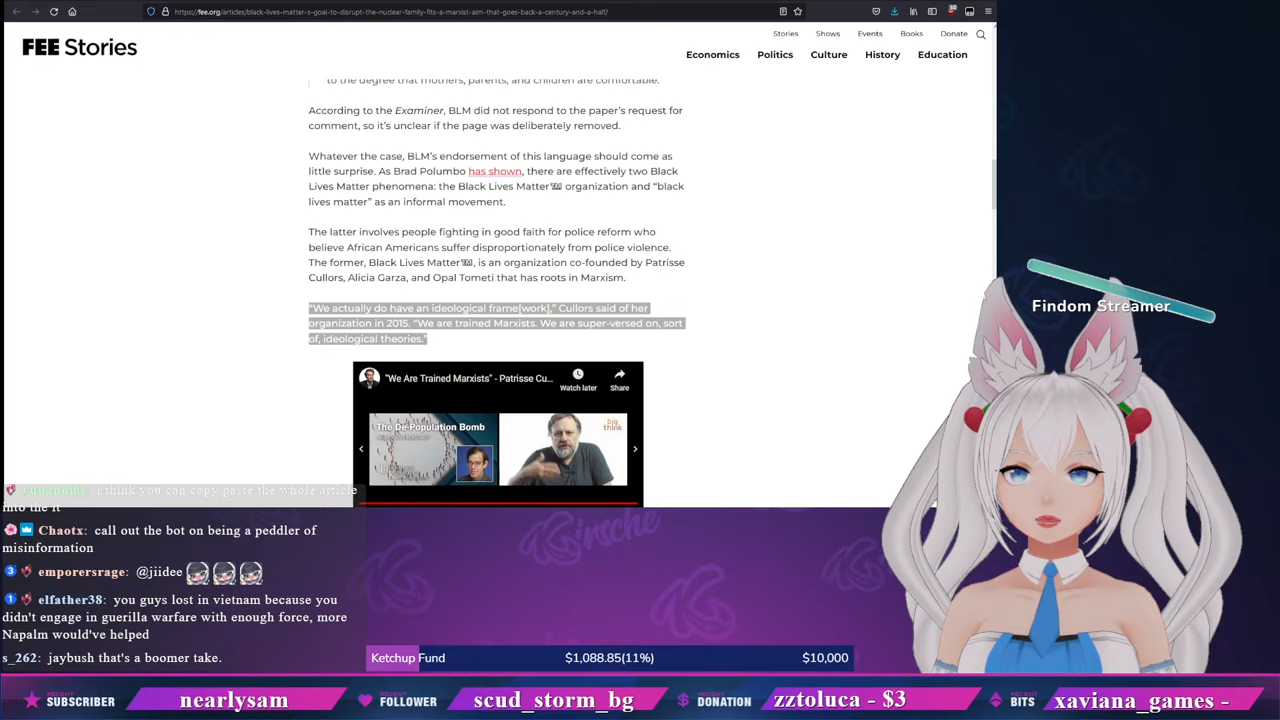 https://fee.org/articles/black-lives-matter-s-goal-to-disrupt-the-nuclear-family-fits-a-marxist-aim-that-goes-back-a-century-and-a-half/
FEE Stories
Stories Shows Events Books Donate
Economics Politics Culture History Education
to the degree that mothers, parents, and children are comfortable.
According to the Examiner, BLM did not respond to the paper's request for
comment, so it's unclear if the page was deliberately removed.
Whatever the case, BLM's endorsement of this language should come as
little surprise. As Brad Polumbo has shown, there are effectively two Black
Lives Matter phenomena: the Black Lives Matter organization and “black
lives matter” as an informal movement.
The latter involves people fighting in good faith for police reform who
believe African Americans suffer disproportionately from police violence.
The former, Black Lives Matter, is an organization co-founded by Patrisse
Cullors, Alicia Garza, and Opal Tometi that has roots in Marxism.
“We actually do have an ideological frame[work],” Cullors said of her
organization in 2015. “We are trained Marxists. We are super-versed on, sort
of, ideological theories.”
"We Are Trained Marxists" - Patrisse Cu...
Watch later
Share
The De-Population Bomb
big think
i think you can copy paste the whole article
into the it
Chaotx: call out the bot on being a peddler of
misinformation
3 emporersrage: @jiidee
1 elfather38: you guys lost in vietnam because you
didn't engage in guerilla warfare with enough force, more
Napalm would've helped
s_262: jaybush that's a boomer take.
Findom Streamer
Ketchup Fund $1,088.85(11%) $10,000
RECENT SUBSCRIBER nearlysam
RECENT FOLLOWER scud_storm_bg
RECENT DONATION zztoluca - $3
RECENT BITS xaviana_games -